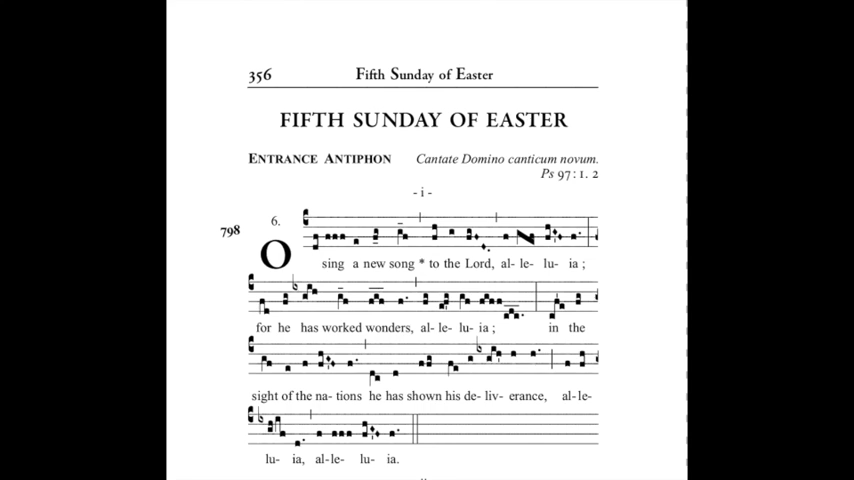 356 Fifth Sunday of Easter
FIFTH SUNDAY OF EASTER
ENTRANCE ANTIPHON Cantate Domino canticum novum.
Ps 97 : 1. 2
- i -
798 6.
O sing a new song * to the Lord, al- le- lu- ia ;
for he has worked wonders, al- le- lu- ia ; in the
sight of the na- tions he has shown his de- liv- erance, al- le-
lu- ia, al- le- lu- ia.